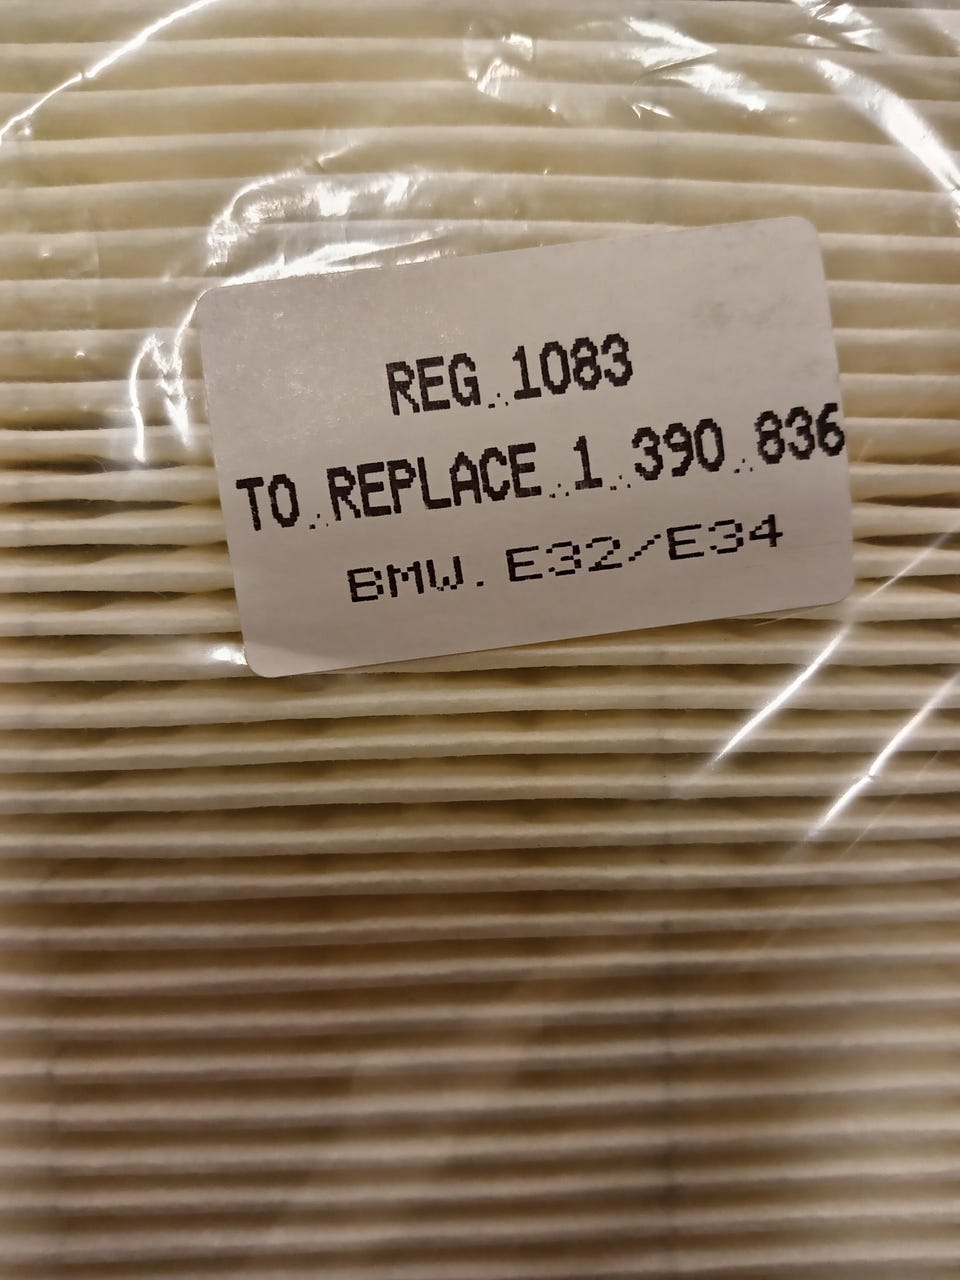 REG 1083
TO REPLACE 1 390 836
BMW. E32/E34